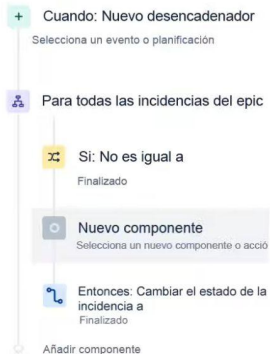 Cuando: Nuevo desencadenador
Selecciona un evento o planificación
Para todas las incidencias del epic
Si: No es igual a
Finalizado
Nuevo componente
Selecciona un nuevo componente o acció
Entonces: Cambiar el estado de la
incidencia a
Finalizado
Añadir componente